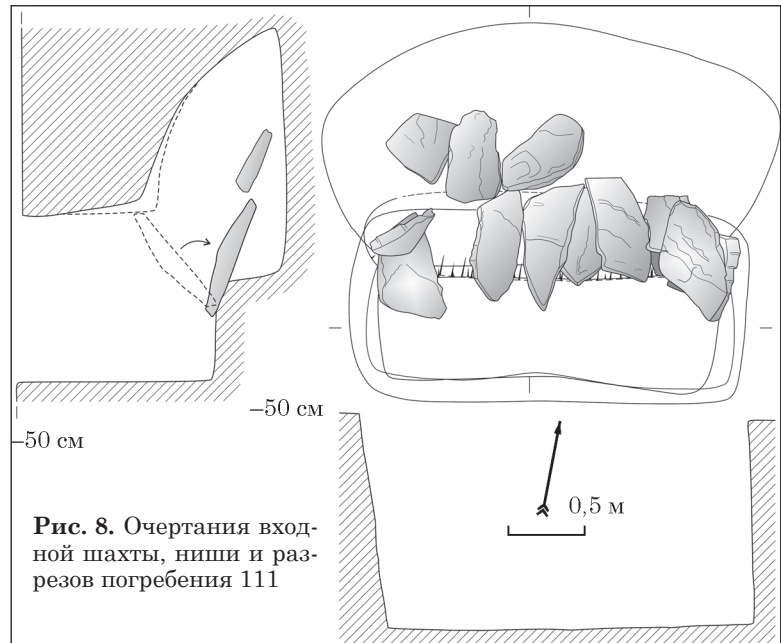 –50 см
–50 см
0,5 м
Рис. 8. Очертания вход-
ной шахты, ниши и раз-
резов погребения 111